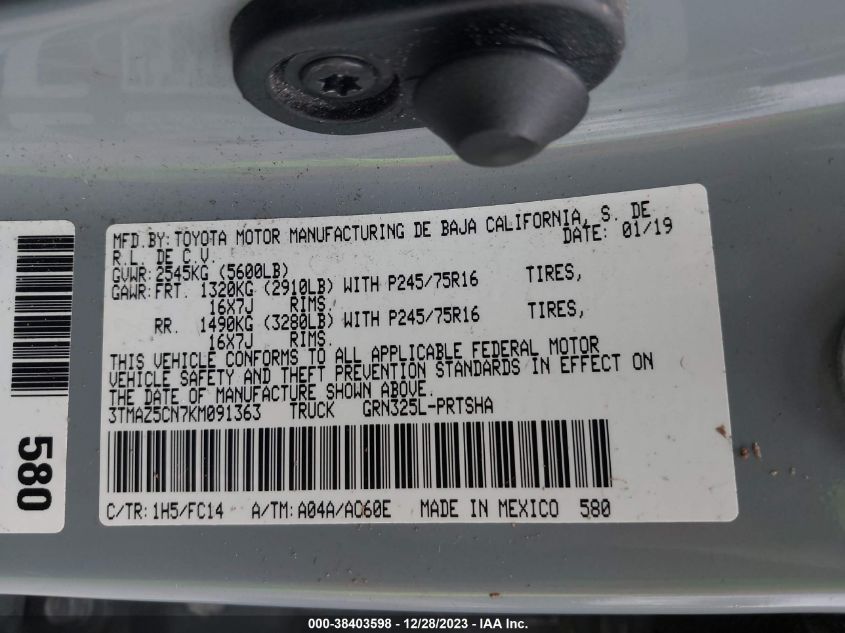 MFD.BY:TOYOTA MOTOR MANUFACTURING DE BAJA CALIFORNIA, S. DE
R.L. DE C.V. DATE: 01/19
GVWR:2545KG (5600LB)
GAWR:FRT. 1320KG (2910LB) WITH P245/75R16 TIRES,
16X7J RIMS.
RR. 1490KG (3280LB) WITH P245/75R16 TIRES,
16X7J RIMS.
THIS VEHICLE CONFORMS TO ALL APPLICABLE FEDERAL MOTOR
VEHICLE SAFETY AND THEFT PREVENTION STANDARDS IN EFFECT ON
THE DATE OF MANUFACTURE SHOWN ABOVE.
3TMAZ5CN7KM091363 TRUCK GRN325L-PRTSHA
C/TR:1H5/FC14 A/TM:A04A/AC60E MADE IN MEXICO 580
580
000-38403598 - 12/28/2023 - IAA Inc.